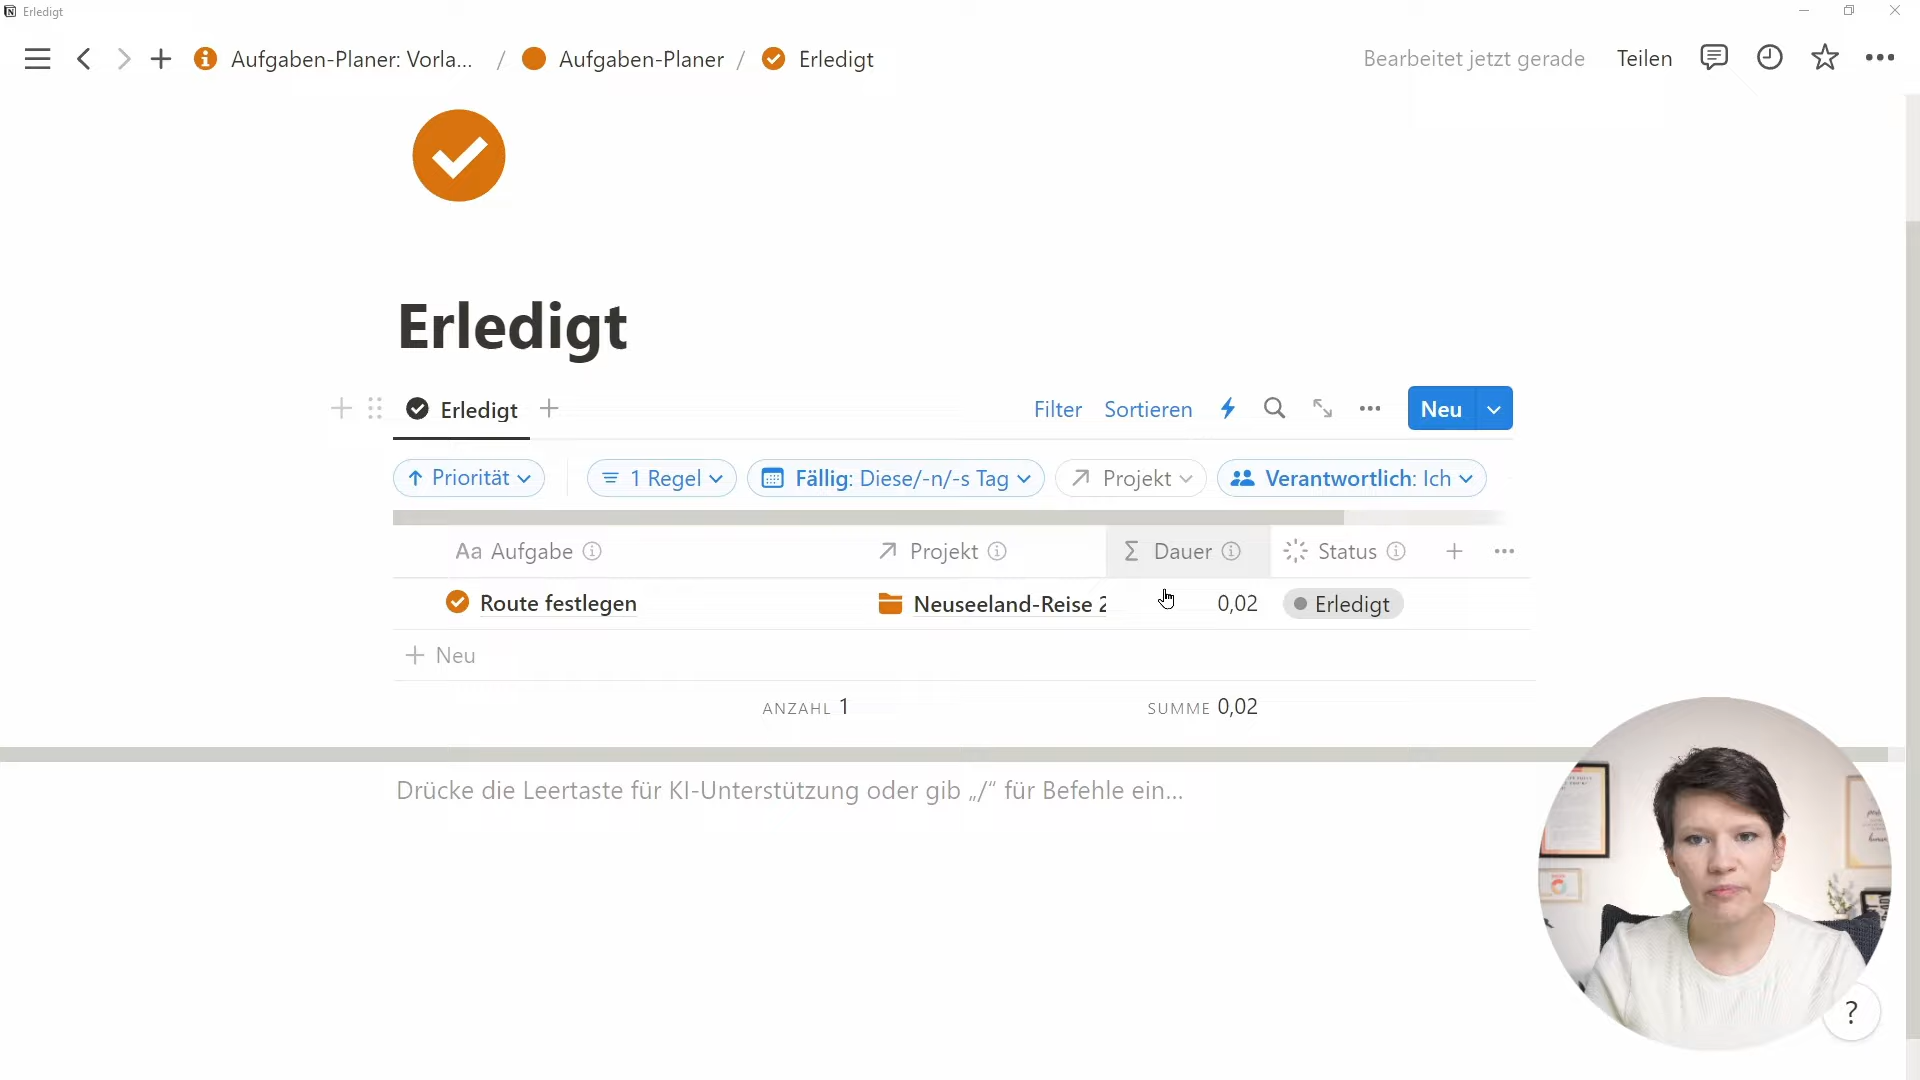 Erledigt
Aufgaben-Planer: Vorla... / Aufgaben-Planer / Erledigt
Bearbeitet jetzt gerade Teilen
Erledigt
Erledigt
Filter Sortieren Neu
Priorität 1 Regel Fällig: Diese/-n/-s Tag Projekt Verantwortlich: Ich
Aa Aufgabe Projekt Σ Dauer Status
Route festlegen Neuseeland-Reise 2 0,02 Erledigt
+ Neu
ANZAHL 1 SUMME 0,02
Drücke die Leertaste für KI-Unterstützung oder gib „/“ für Befehle ein...
?